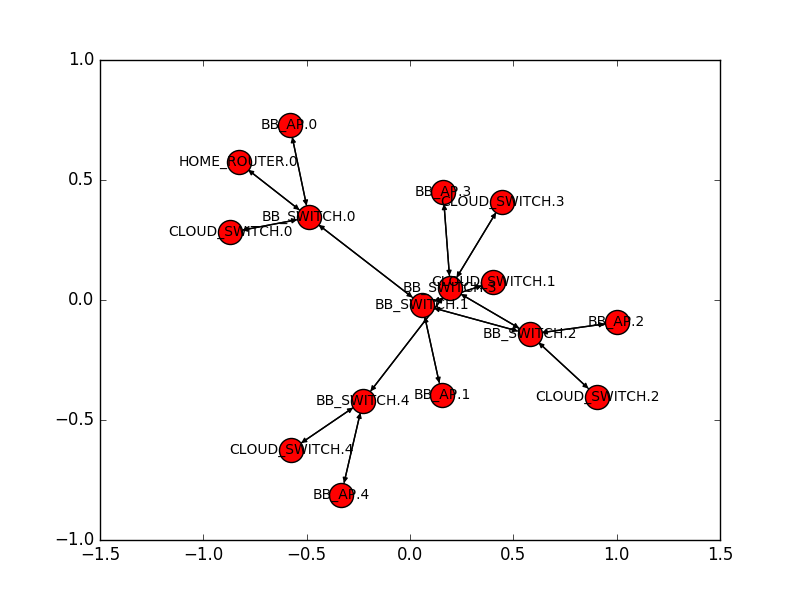 1.0
BB_AP.0
HOME_ROUTER.0
0.5
BB_AP.3
CLOUD_SWITCH.3
BB_SWITCH.0
CLOUD_SWITCH.0
CLOUD_SWITCH.1
BB_SWITCH.3
0.0
BB_SWITCH.1
BB_AP.2
BB_SWITCH.2
BB_AP.1
CLOUD_SWITCH.2
BB_SWITCH.4
−0.5
CLOUD_SWITCH.4
BB_AP.4
−1.0
−1.5 −1.0 −0.5 0.0 0.5 1.0 1.5